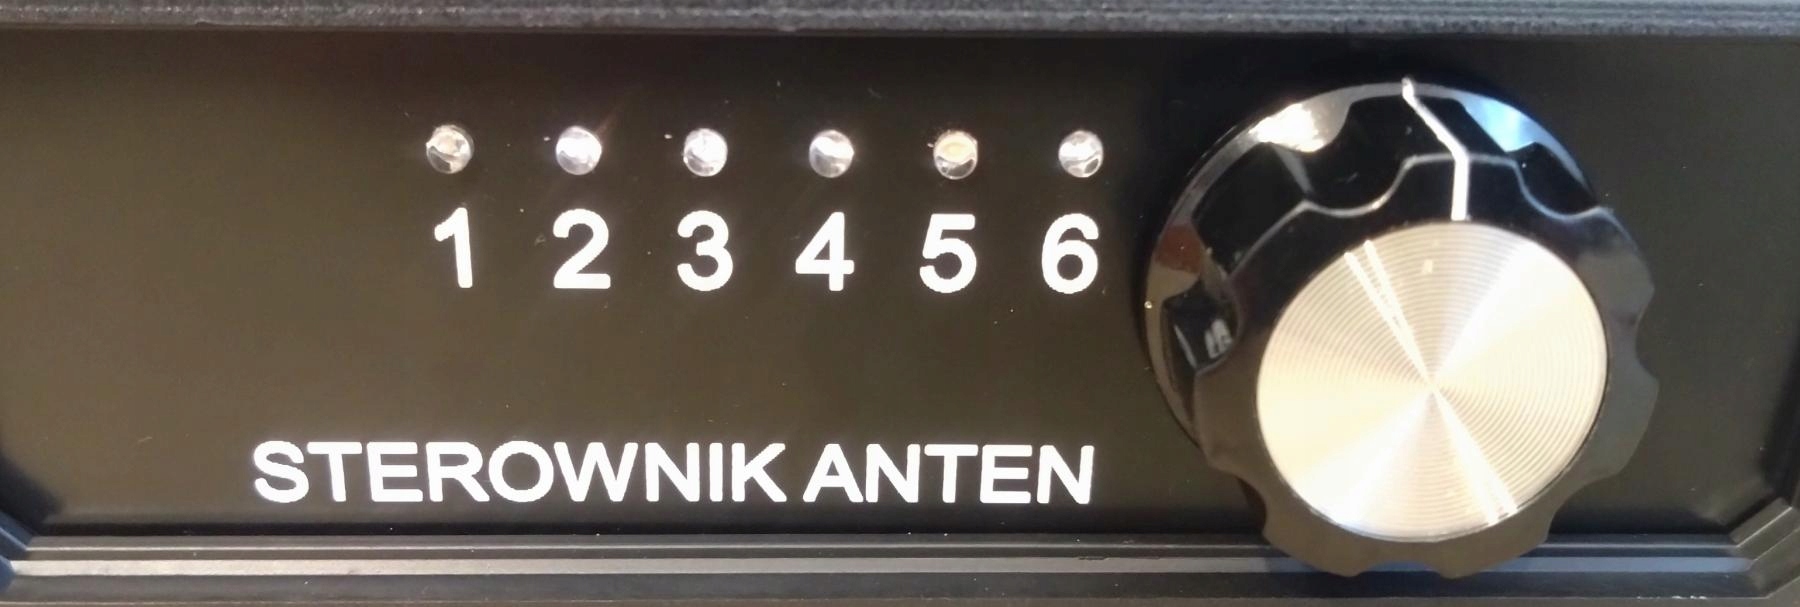 1 2 3 4 5 6
STEROWNIK ANTEN